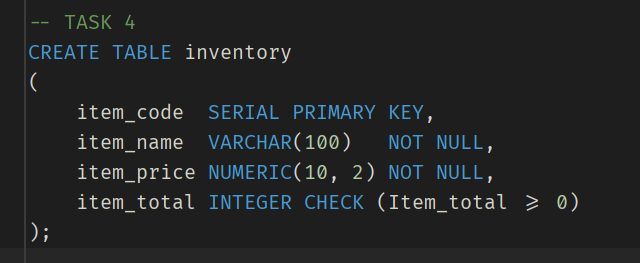 -- TASK 4
CREATE TABLE inventory
(
    item_code  SERIAL PRIMARY KEY,
    item_name  VARCHAR(100)   NOT NULL,
    item_price NUMERIC(10, 2) NOT NULL,
    item_total INTEGER CHECK (Item_total >= 0)
);